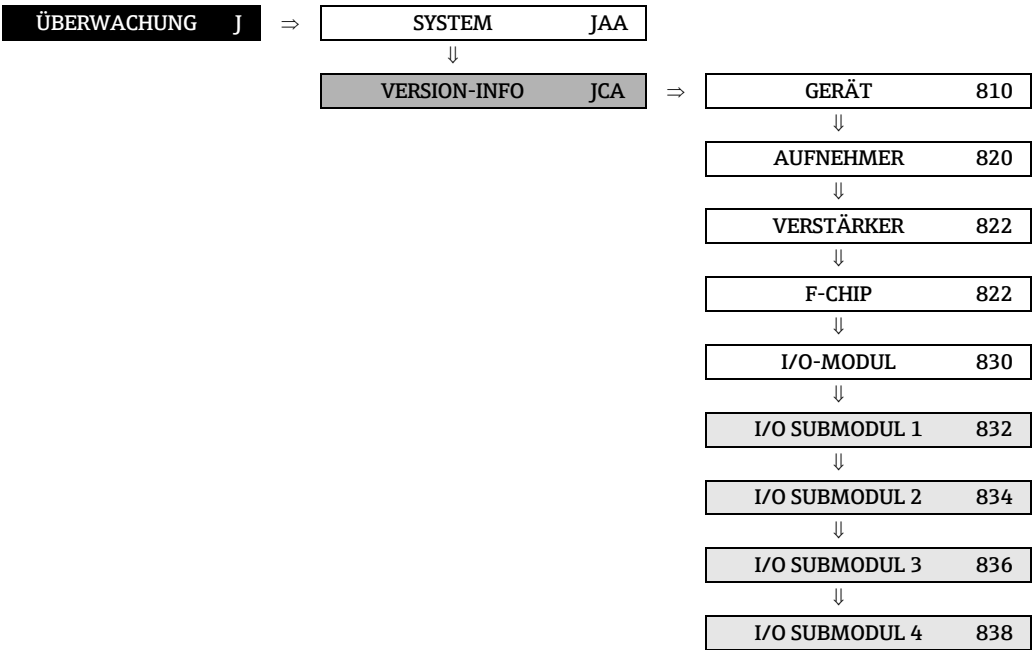 ÜBERWACHUNG J ⇒ SYSTEM JAA
⇓
VERSION-INFO JCA ⇒ GERÄT 810
⇓
AUFNEHMER 820
⇓
VERSTÄRKER 822
⇓
F-CHIP 822
⇓
I/O-MODUL 830
⇓
I/O SUBMODUL 1 832
⇓
I/O SUBMODUL 2 834
⇓
I/O SUBMODUL 3 836
⇓
I/O SUBMODUL 4 838